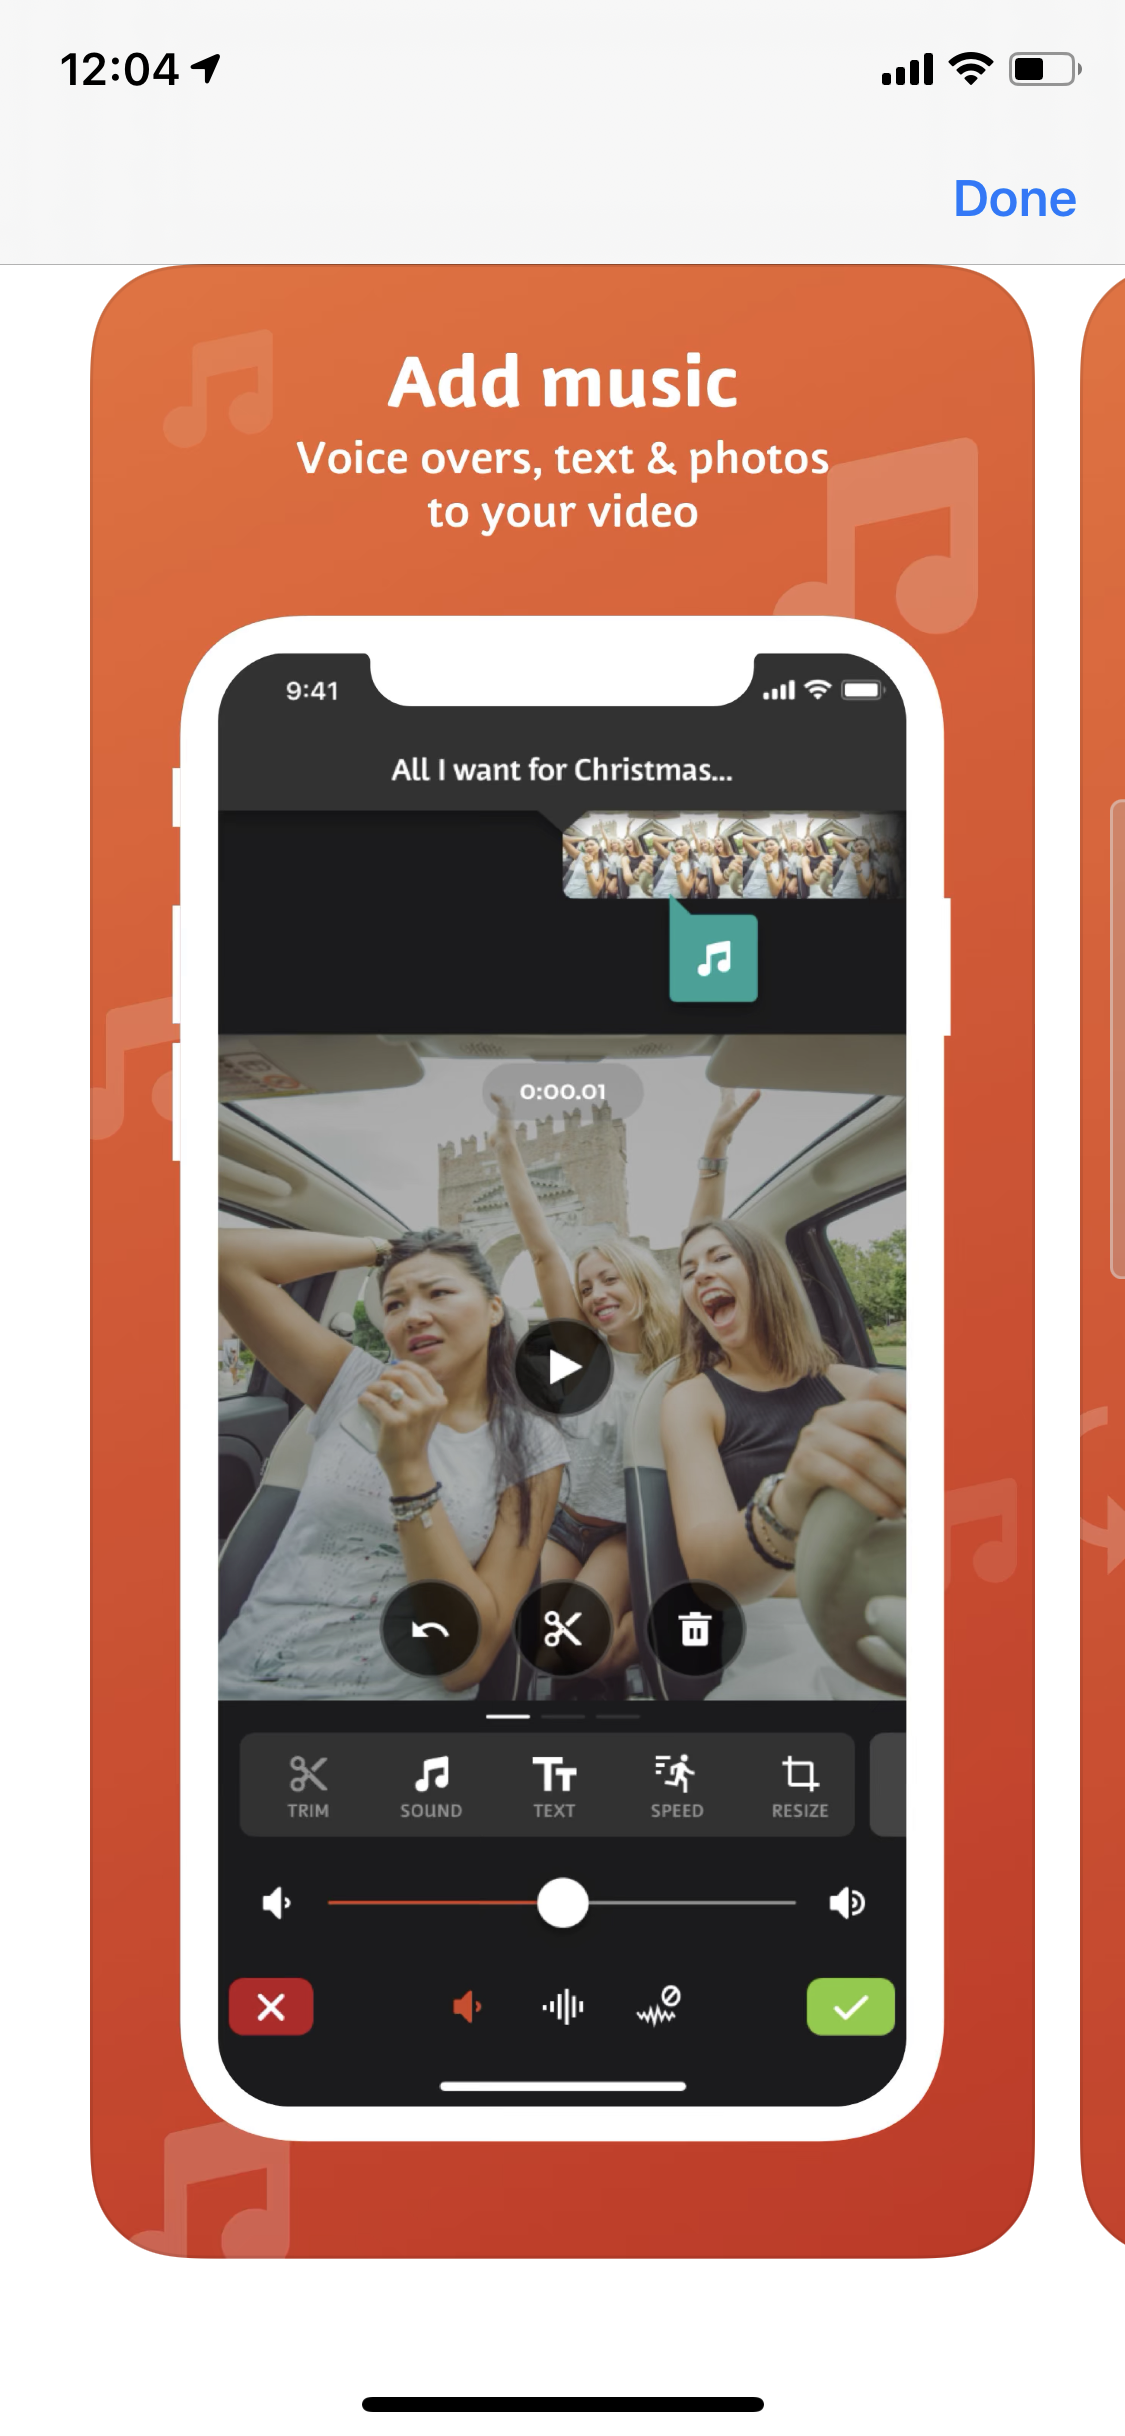 12:04
Done
Add music
Voice overs, text & photos
to your video
9:41
All I want for Christmas...
0:00.01
TRIM SOUND TEXT SPEED RESIZE